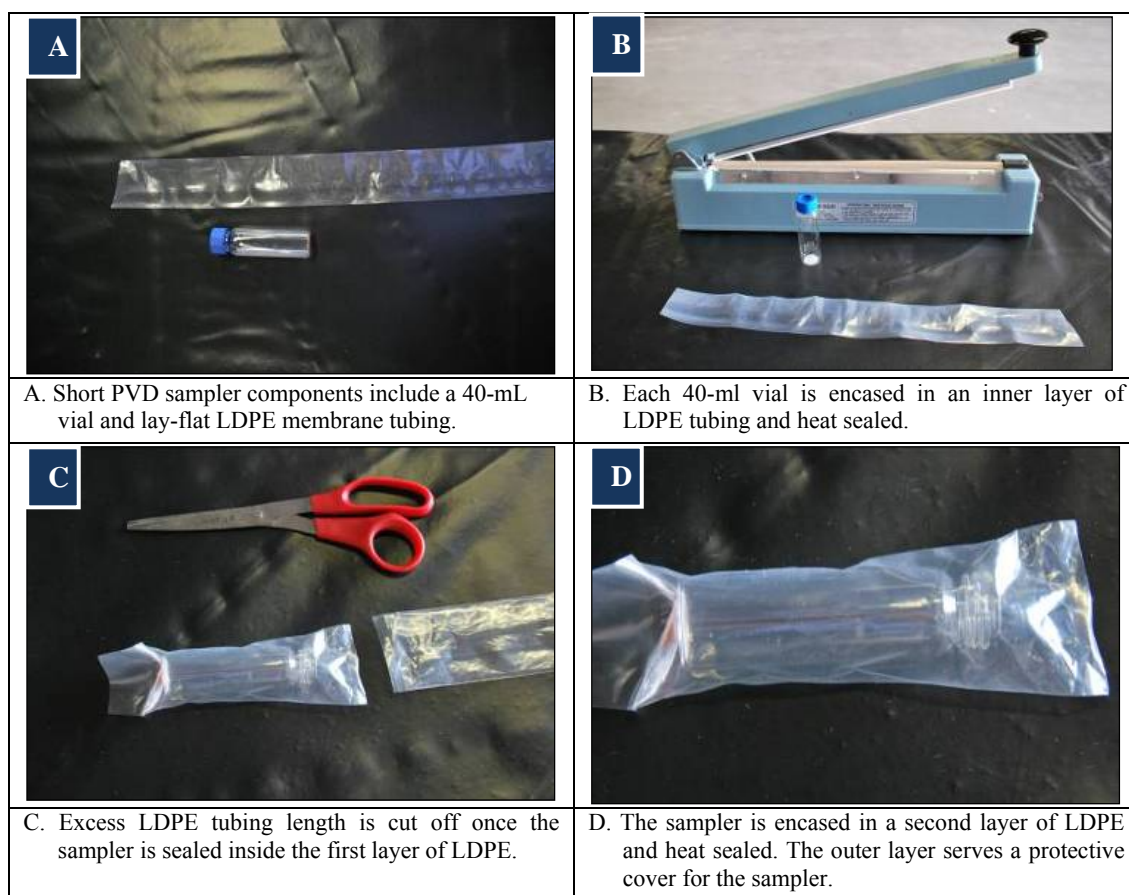 A
B
A. Short PVD sampler components include a 40-mL
vial and lay-flat LDPE membrane tubing.
B. Each 40-ml vial is encased in an inner layer of
LDPE tubing and heat sealed.
C
D
C. Excess LDPE tubing length is cut off once the
sampler is sealed inside the first layer of LDPE.
D. The sampler is encased in a second layer of LDPE
and heat sealed. The outer layer serves a protective
cover for the sampler.